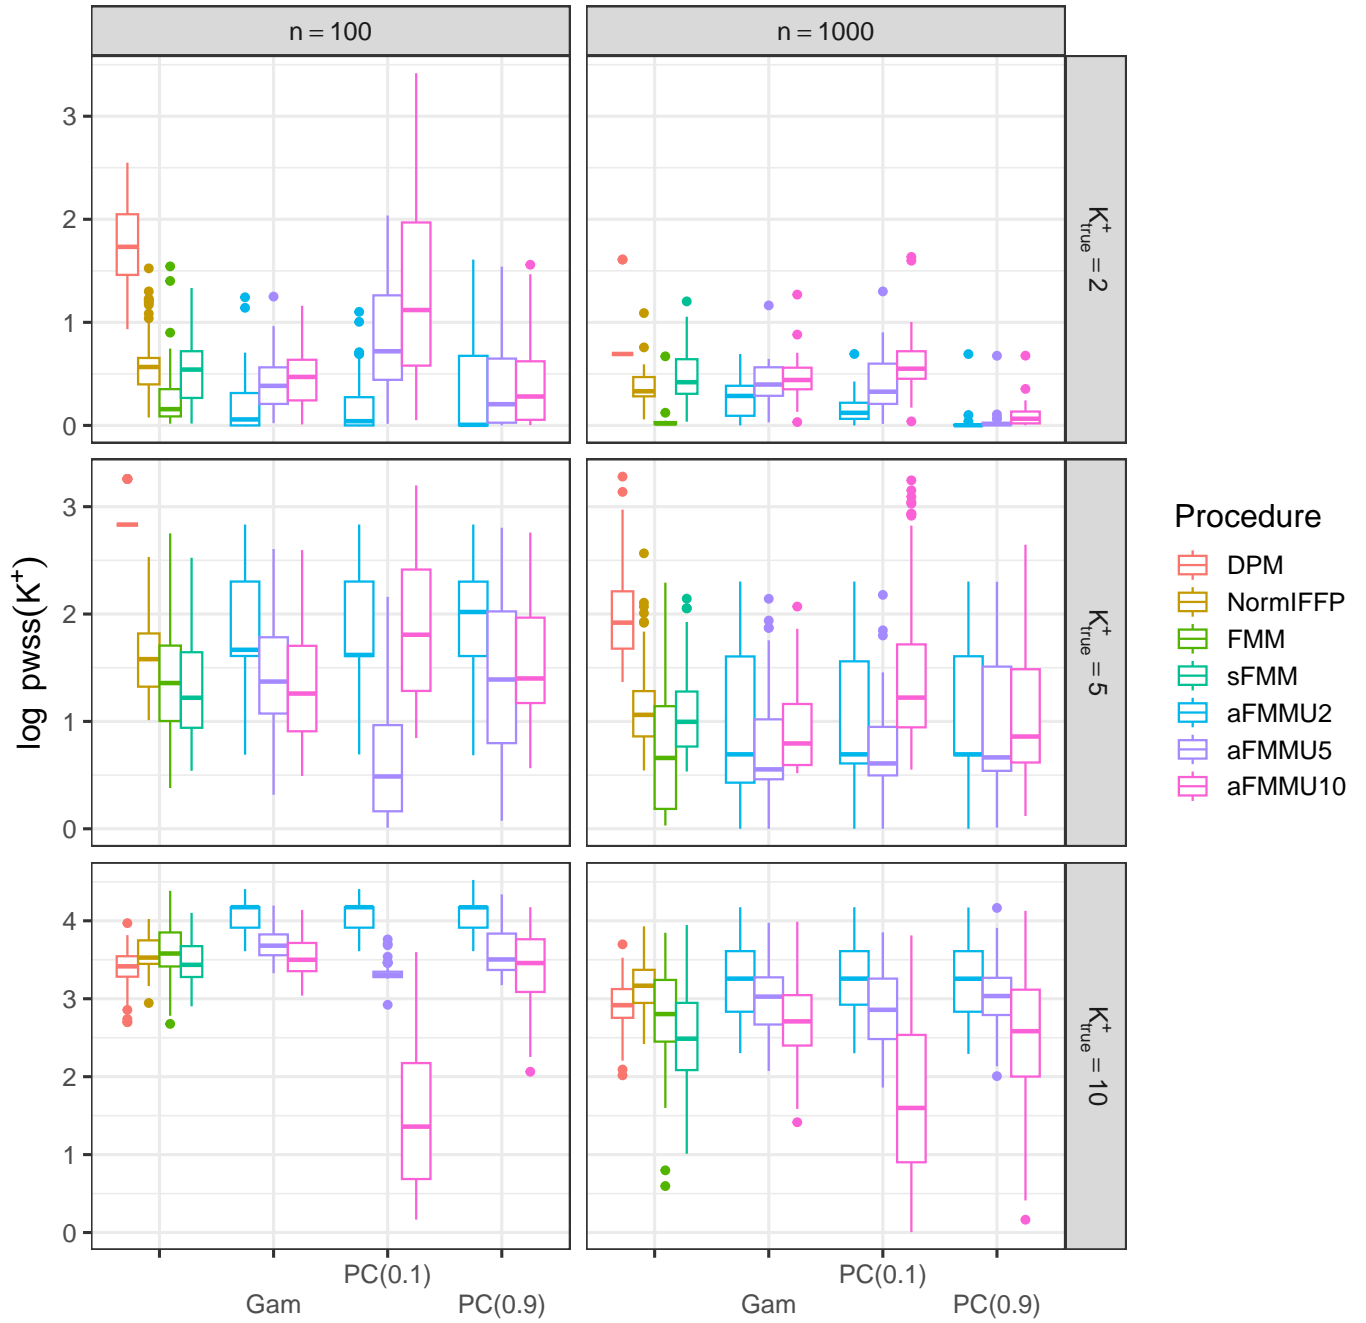 n = 100
n = 1000
3
2
1
0
K⁺true = 2
3
2
1
0
K⁺true = 5
4
3
2
1
0
K⁺true = 10
log pwss(K⁺)
Gam
PC(0.1)
PC(0.9)
Gam
PC(0.1)
PC(0.9)
Procedure
DPM
NormIFFP
FMM
sFMM
aFMMU2
aFMMU5
aFMMU10